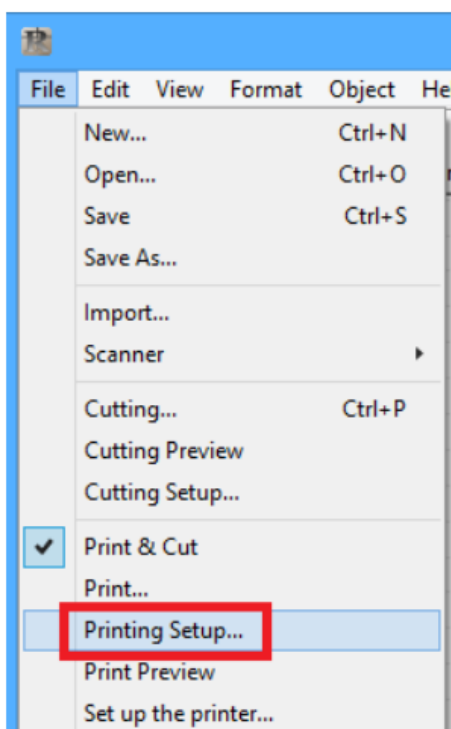 File Edit View Format Object
New... Ctrl+N
Open... Ctrl+O
Save Ctrl+S
Save As...
Import...
Scanner
Cutting... Ctrl+P
Cutting Preview
Cutting Setup...
Print & Cut
Print...
Printing Setup...
Print Preview
Set up the printer...